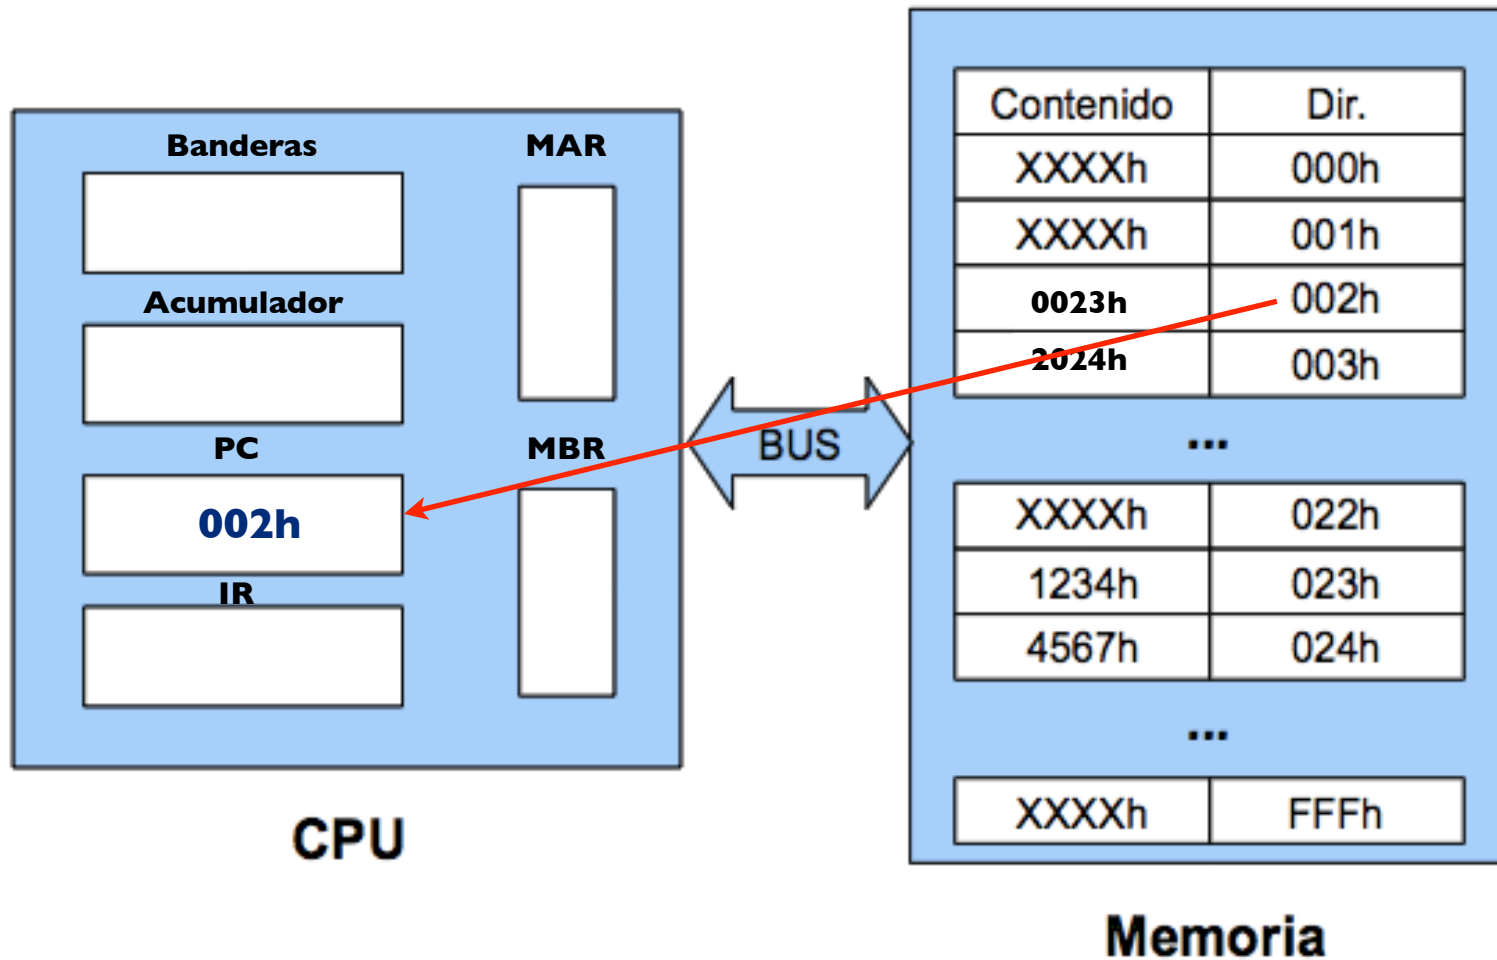 Banderas
MAR
Acumulador
PC
MBR
002h
IR
CPU
BUS
Contenido Dir.
XXXXh 000h
XXXXh 001h
0023h 002h
2024h 003h
...
XXXXh 022h
1234h 023h
4567h 024h
...
XXXXh FFFh
Memoria